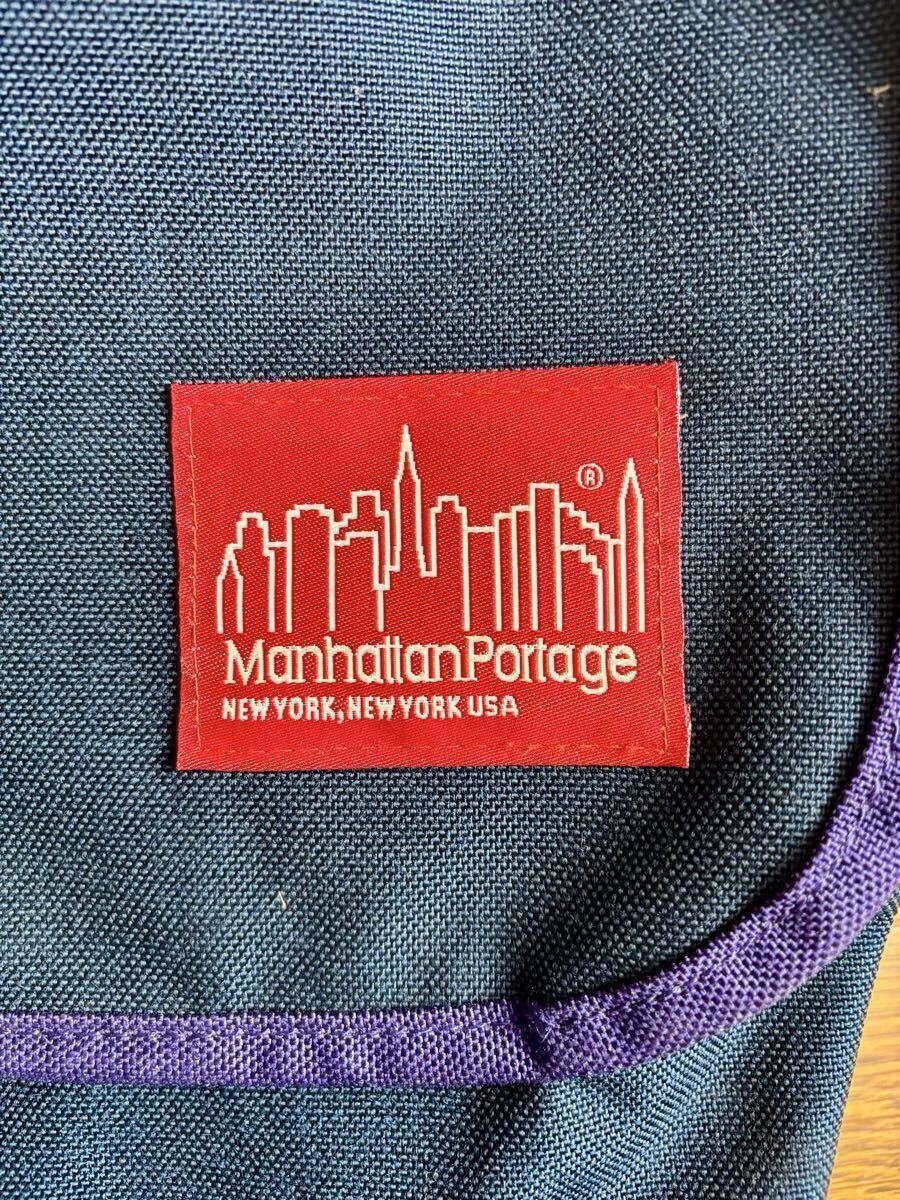 ®
ManhattanPortage
NEW YORK, NEW YORK USA